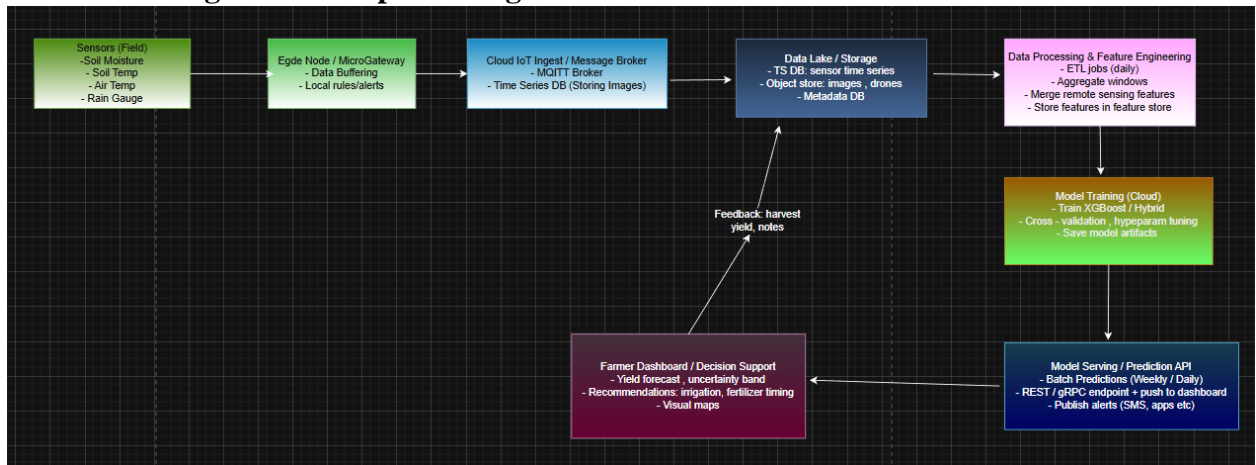 Sensors (Field)
-Soil Moisture
- Soil Temp
- Air Temp
- Rain Gauge
Egde Node / MicroGateway
- Data Buffering
- Local rules/alerts
Cloud IoT Ingest / Message Broker
- MQITT Broker
- Time Series DB (Storing Images)
Data Lake / Storage
- TS DB: sensor time series
- Object store: images , drones
- Metadata DB
Data Processing & Feature Engineering
- ETL jobs (daily)
- Aggregate windows
- Merge remote sensing features
- Store features in feature store
Model Training (Cloud)
- Train XGBoost / Hybrid
- Cross - validation , hypeparam tuning
- Save model artifacts
Model Serving / Prediction API
- Batch Predictions (Weekly / Daily)
- REST / gRPC endpoint + push to dashboard
- Publish alerts (SMS, apps etc)
Farmer Dashboard / Decision Support
- Yield forecast , uncertainty band
- Recommendations: irrigation, fertilizer timing
- Visual maps
Feedback: harvest
yield, notes